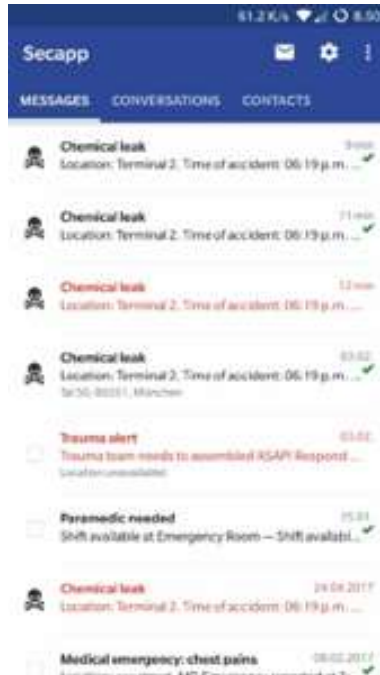 61.2K/s 8.50
Secapp
MESSAGES CONVERSATIONS CONTACTS
Chemical leak 9 min
Location: Terminal 2. Time of accident: 06:19 p.m. ...
Chemical leak 11 min
Location: Terminal 2. Time of accident: 06:19 p.m. ...
Chemical leak 12 min
Location: Terminal 2. Time of accident: 06:19 p.m. ...
Chemical leak 03.02.
Location: Terminal 2. Time of accident: 06:19 p.m. ...
München
Trauma alert 03.02.
Trauma team needs to assembled ASAP! Respond ...
Location unavailable
Paramedic needed 15.01.
Shift available at Emergency Room — Shift availabl...
Chemical leak 24.04.2017
Location: Terminal 2. Time of accident: 06:19 p.m. ...
Medical emergency: chest pains 08.02.2017